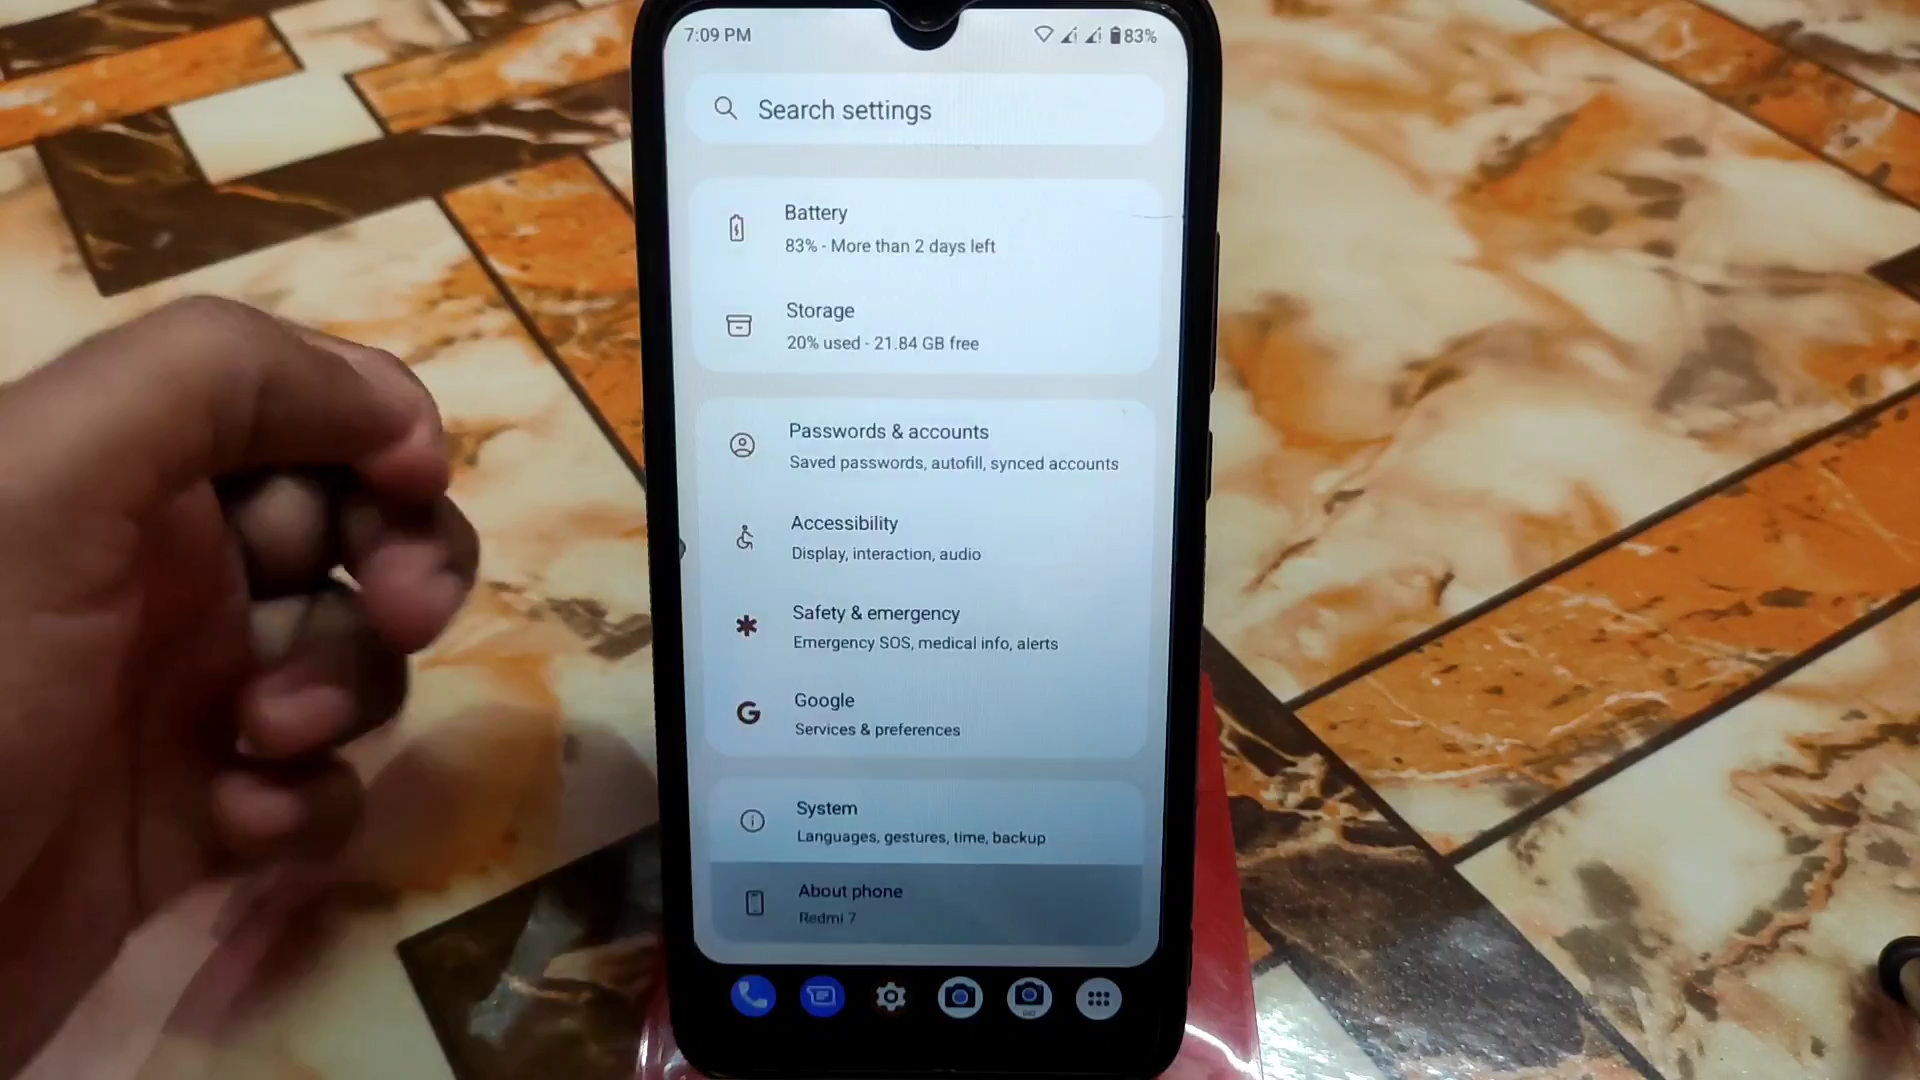 7:09 PM
83%
Search settings
Battery
83% - More than 2 days left
Storage
20% used - 21.84 GB free
Passwords & accounts
Saved passwords, autofill, synced accounts
Accessibility
Display, interaction, audio
Safety & emergency
Emergency SOS, medical info, alerts
Google
Services & preferences
System
Languages, gestures, time, backup
About phone
Redmi 7